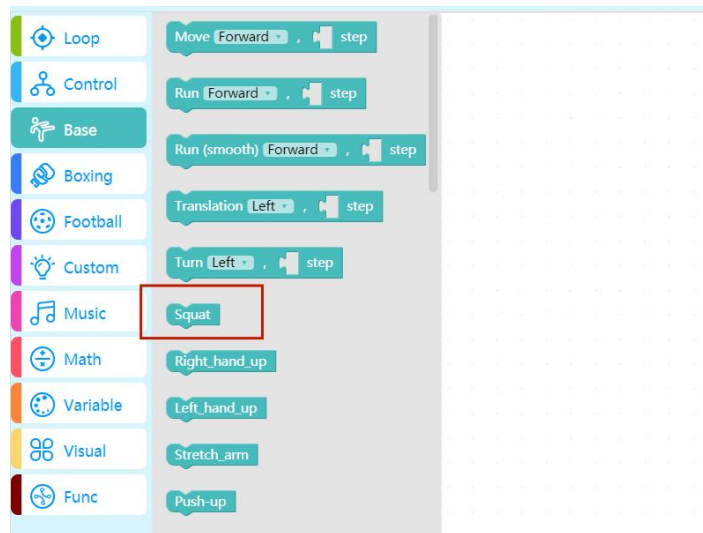 Loop
Control
Base
Boxing
Football
Custom
Music
Math
Variable
Visual
Func
Move Forward , step
Run Forward , step
Run (smooth) Forward , step
Translation Left , step
Turn Left , step
Squat
Right_hand_up
Left_hand_up
Stretch_arm
Push-up